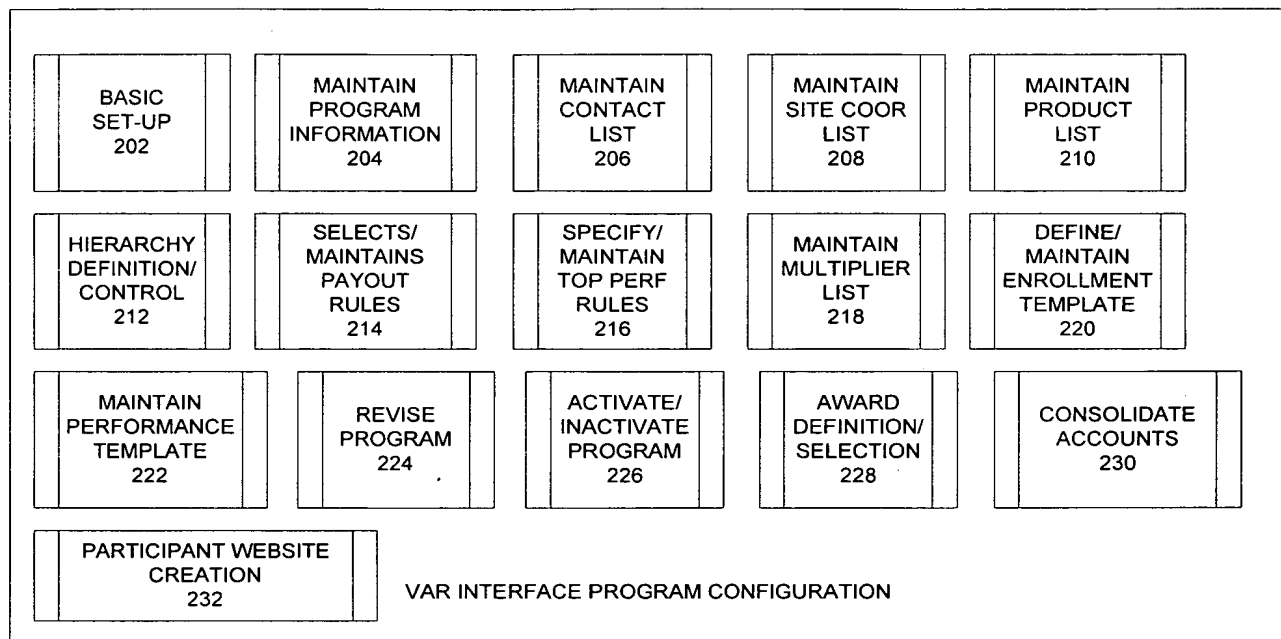 BASIC
SET-UP
202
MAINTAIN
PROGRAM
INFORMATION
204
MAINTAIN
CONTACT
LIST
206
MAINTAIN
SITE COOR
LIST
208
MAINTAIN
PRODUCT
LIST
210
HIERARCHY
DEFINITION/
CONTROL
212
SELECTS/
MAINTAINS
PAYOUT
RULES
214
SPECIFY/
MAINTAIN
TOP PERF
RULES
216
MAINTAIN
MULTIPLIER
LIST
218
DEFINE/
MAINTAIN
ENROLLMENT
TEMPLATE
220
MAINTAIN
PERFORMANCE
TEMPLATE
222
REVISE
PROGRAM
224
ACTIVATE/
INACTIVATE
PROGRAM
226
AWARD
DEFINITION/
SELECTION
228
CONSOLIDATE
ACCOUNTS
230
PARTICIPANT WEBSITE
CREATION
232
VAR INTERFACE PROGRAM CONFIGURATION